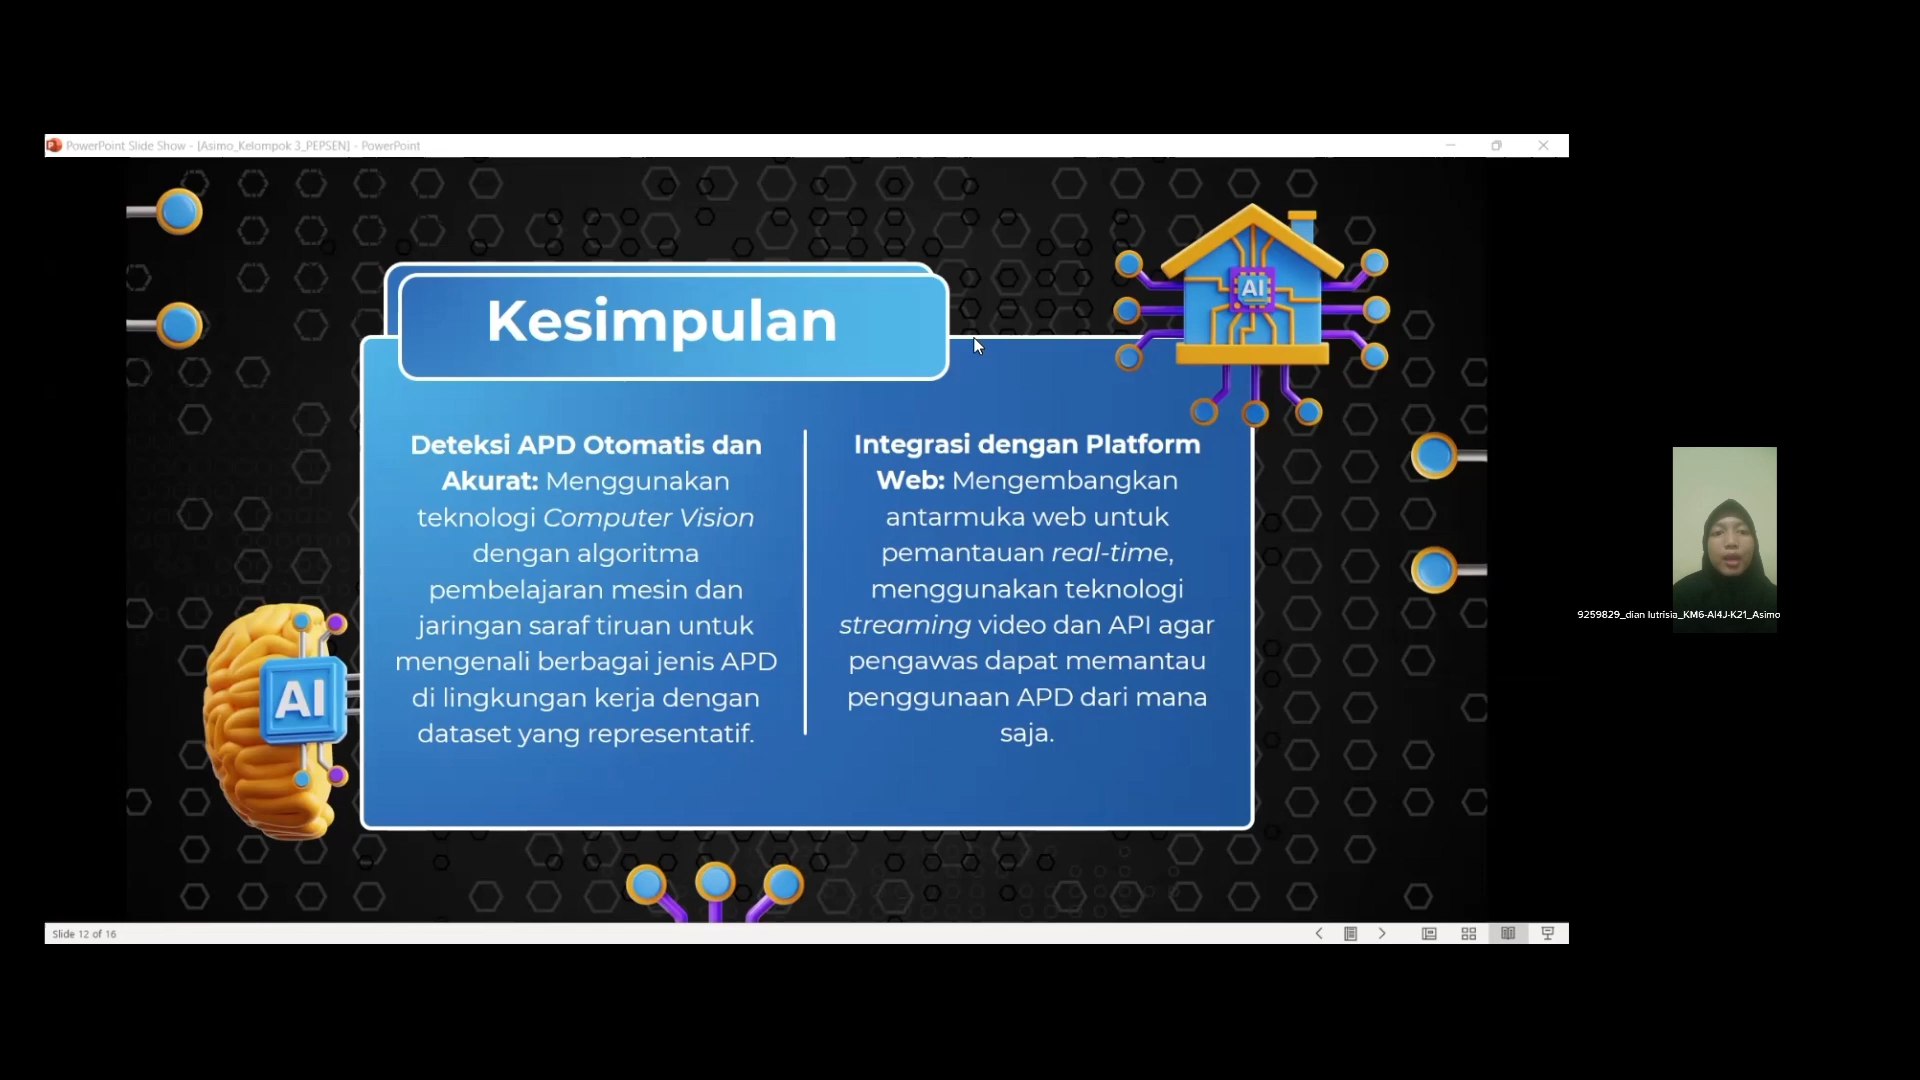 PowerPoint Slide Show - [Asimo_Kelompok 3_PEPSEN] - PowerPoint
Kesimpulan
AI
Deteksi APD Otomatis dan
Akurat: Menggunakan
teknologi Computer Vision
dengan algoritma
pembelajaran mesin dan
jaringan saraf tiruan untuk
mengenali berbagai jenis APD
di lingkungan kerja dengan
dataset yang representatif.
Integrasi dengan Platform
Web: Mengembangkan
antarmuka web untuk
pemantauan real-time,
menggunakan teknologi
streaming video dan API agar
pengawas dapat memantau
penggunaan APD dari mana
saja.
AI
9259829_dian lutrisia_KM6-AI4J-K21_Asimo
Slide 12 of 16